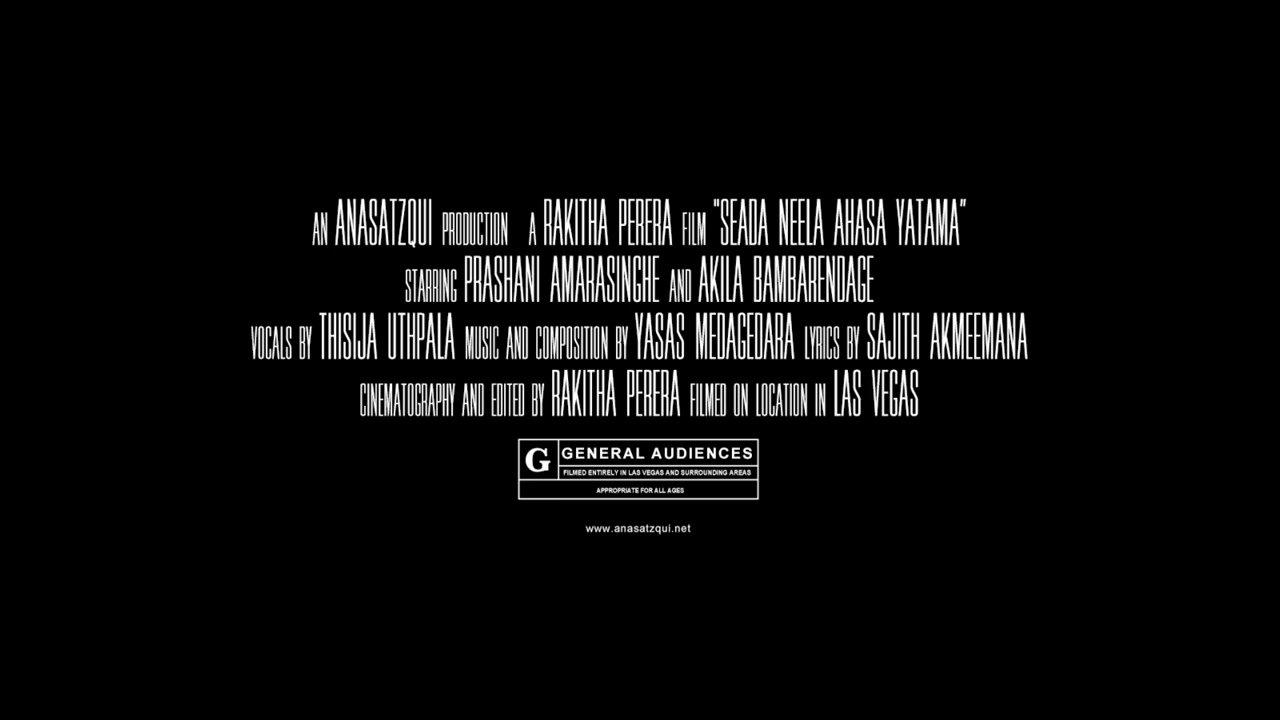 AN ANASATZQUI PRODUCTION A RAKITHA PERERA FILM "SEADA NEELA AHASA YATAMA"
STARRING PRASHANI AMARASINGHE AND AKILA BAMBARENDAGE
VOCALS BY THISIJA UTHPALA MUSIC AND COMPOSITION BY YASAS MEDAGEDARA LYRICS BY SAJITH AKMEEMANA
CINEMATOGRAPHY AND EDITED BY RAKITHA PERERA FILMED ON LOCATION IN LAS VEGAS
G GENERAL AUDIENCES
FILMED ENTIRELY IN LAS VEGAS AND SURROUNDING AREAS
APPROPRIATE FOR ALL AGES
www.anasatzqui.net